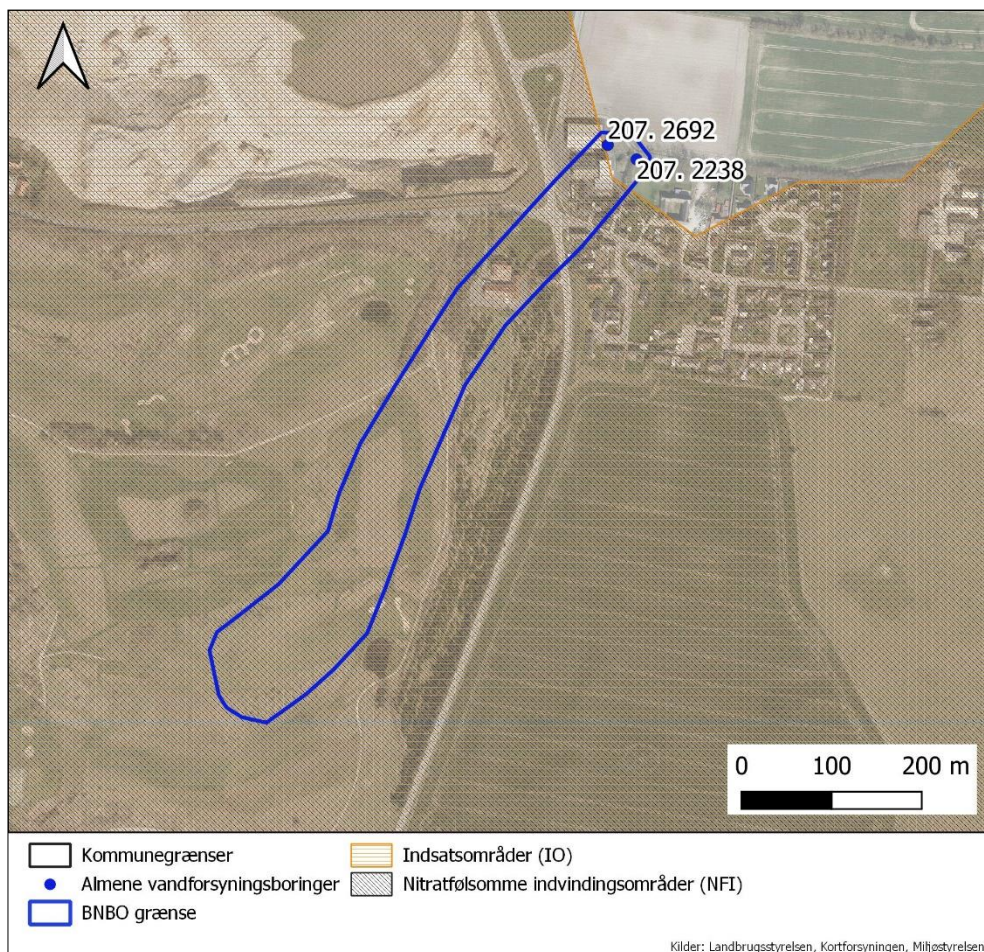 207. 2692
207. 2238
0 100 200 m
Kommunegrænser
Almene vandforsyningsboringer
BNBO grænse
Indsatsområder (IO)
Nitratfølsomme indvindingsområder (NFI)
Kilder: Landbrugsstyrelsen, Kortforsyningen, Miljøstyrelsen